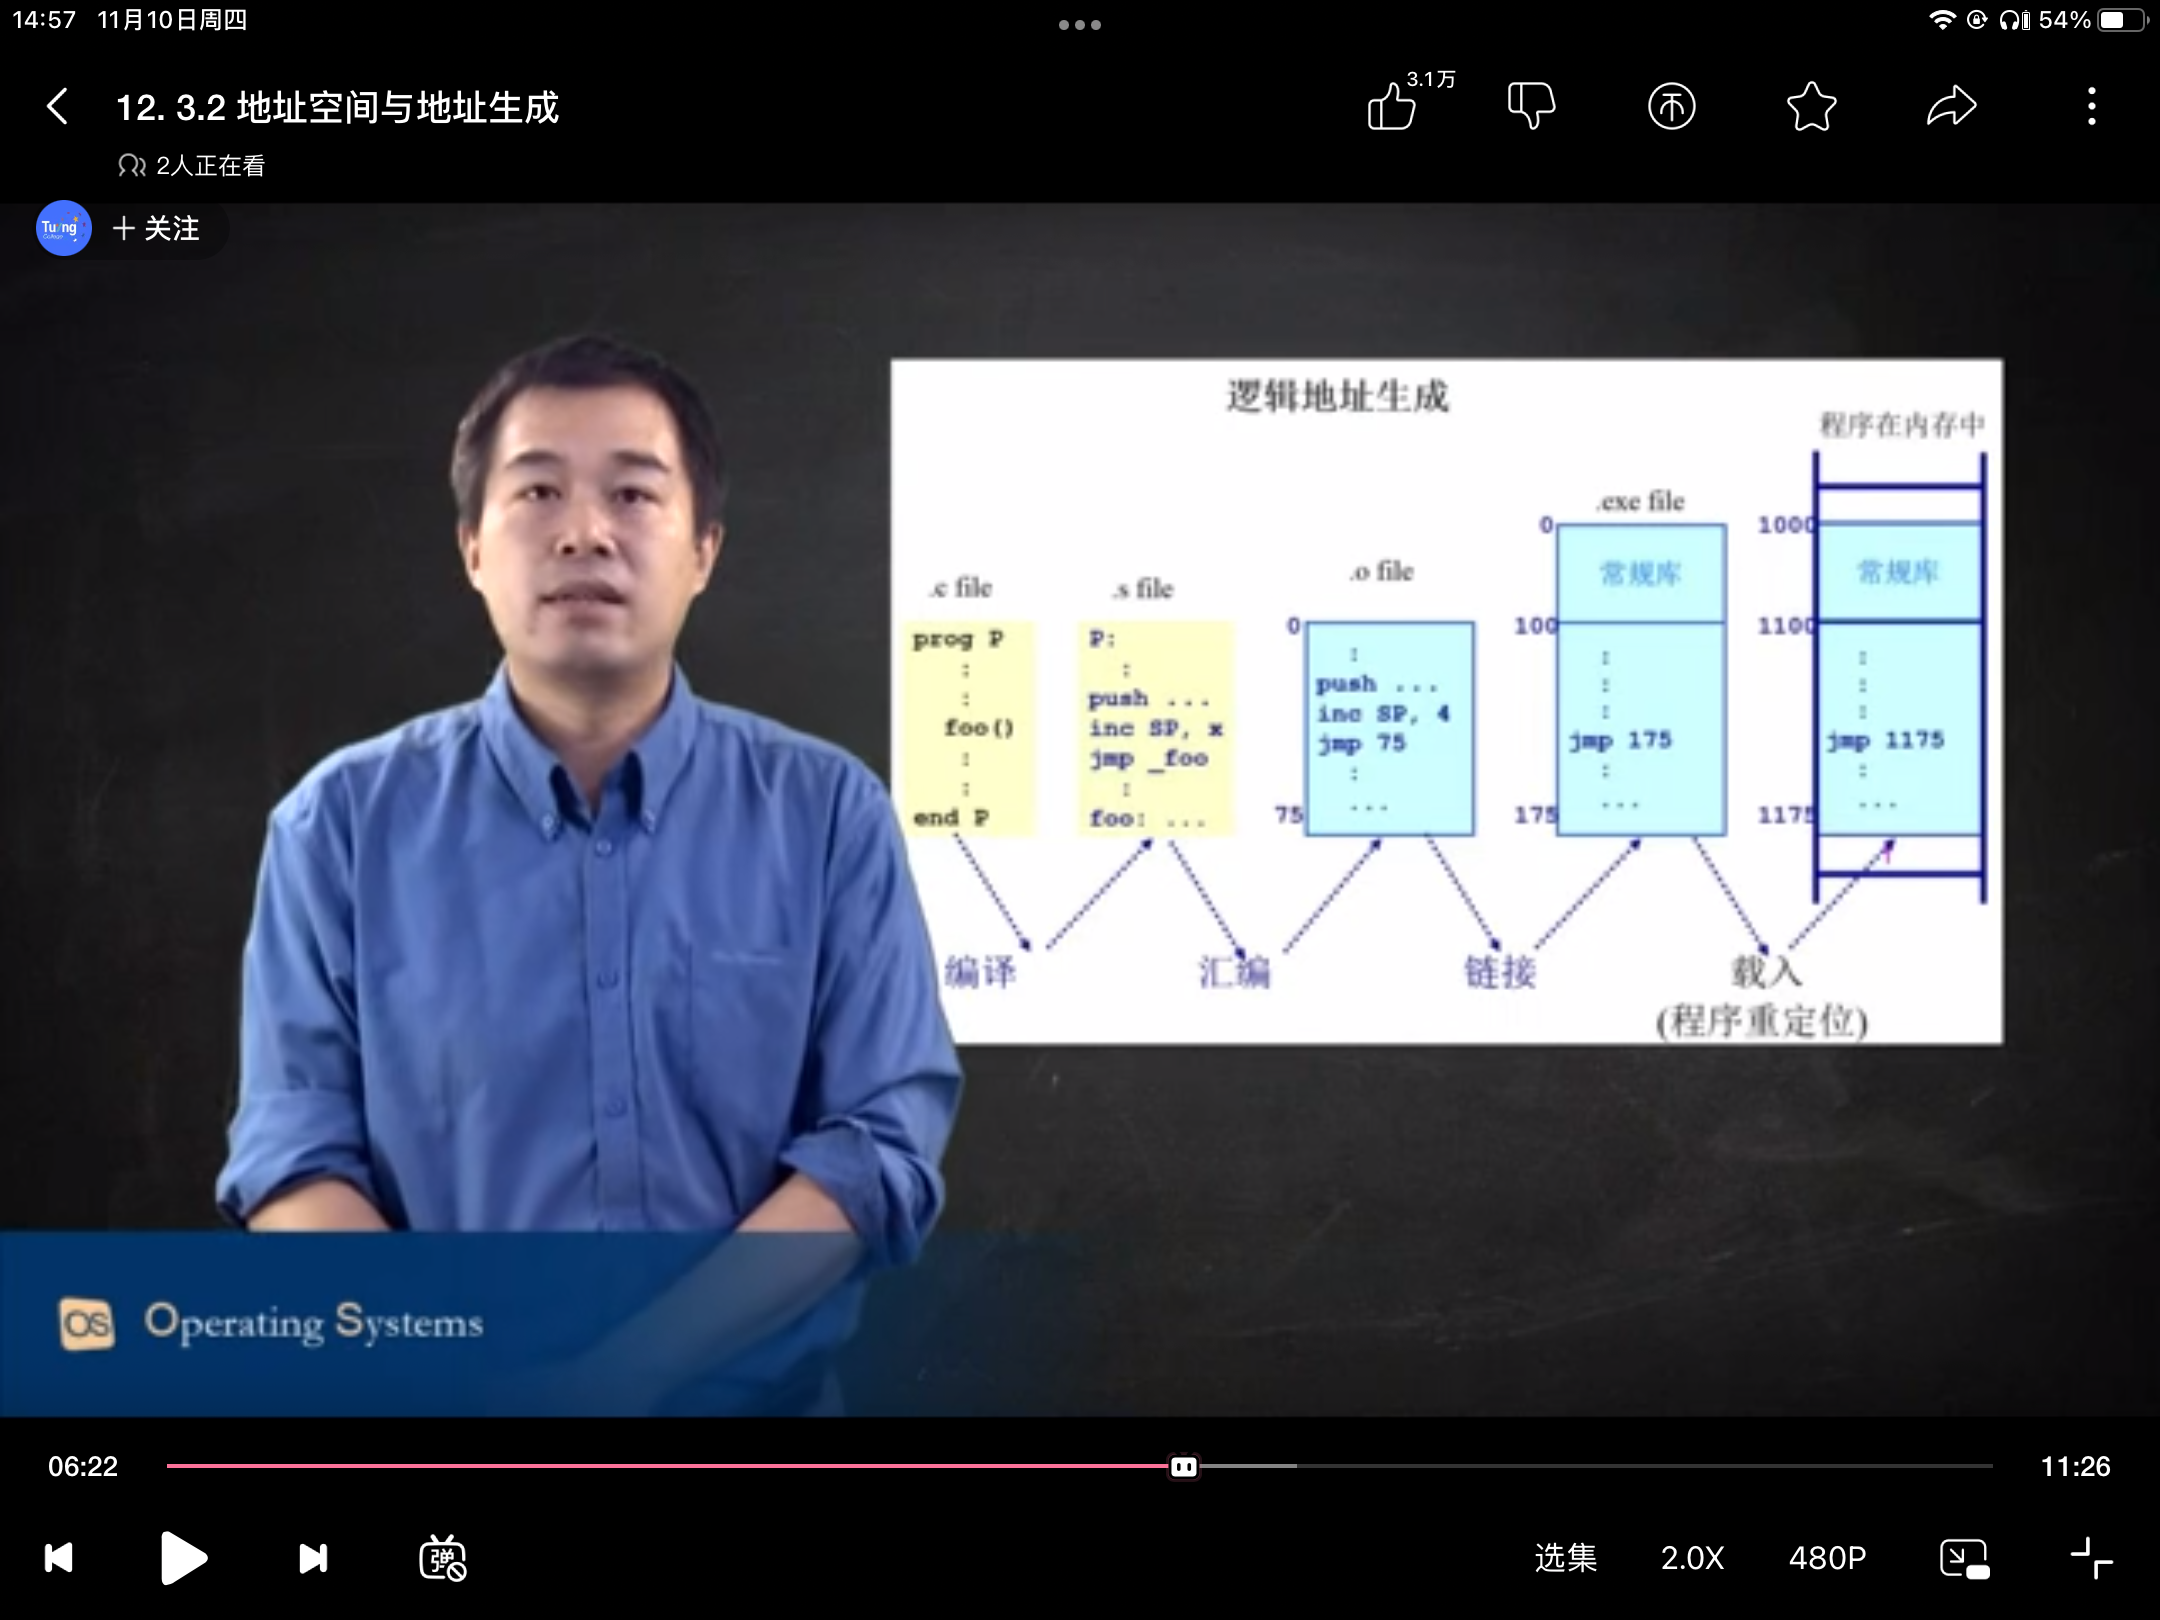 14:57 11月10日周四
54%
12. 3.2 地址空间与地址生成
3.1万
2人正在看
Tu ng
+ 关注
逻辑地址生成
程序在内存中
.c file
prog P
:
:
foo()
:
:
end P
.s file
P:
:
push ...
inc SP, x
jmp _foo
:
foo: ...
.o file
0
:
push ...
inc SP, 4
jmp 75
:
...
75
.exe file
0
常规库
100
:
:
:
jmp 175
:
...
175
1000
常规库
1100
:
:
:
jmp 1175
:
...
1175
编译
汇编
链接
载入
(程序重定位)
OS Operating Systems
06:22
11:26
弹
选集
2.0X
480P